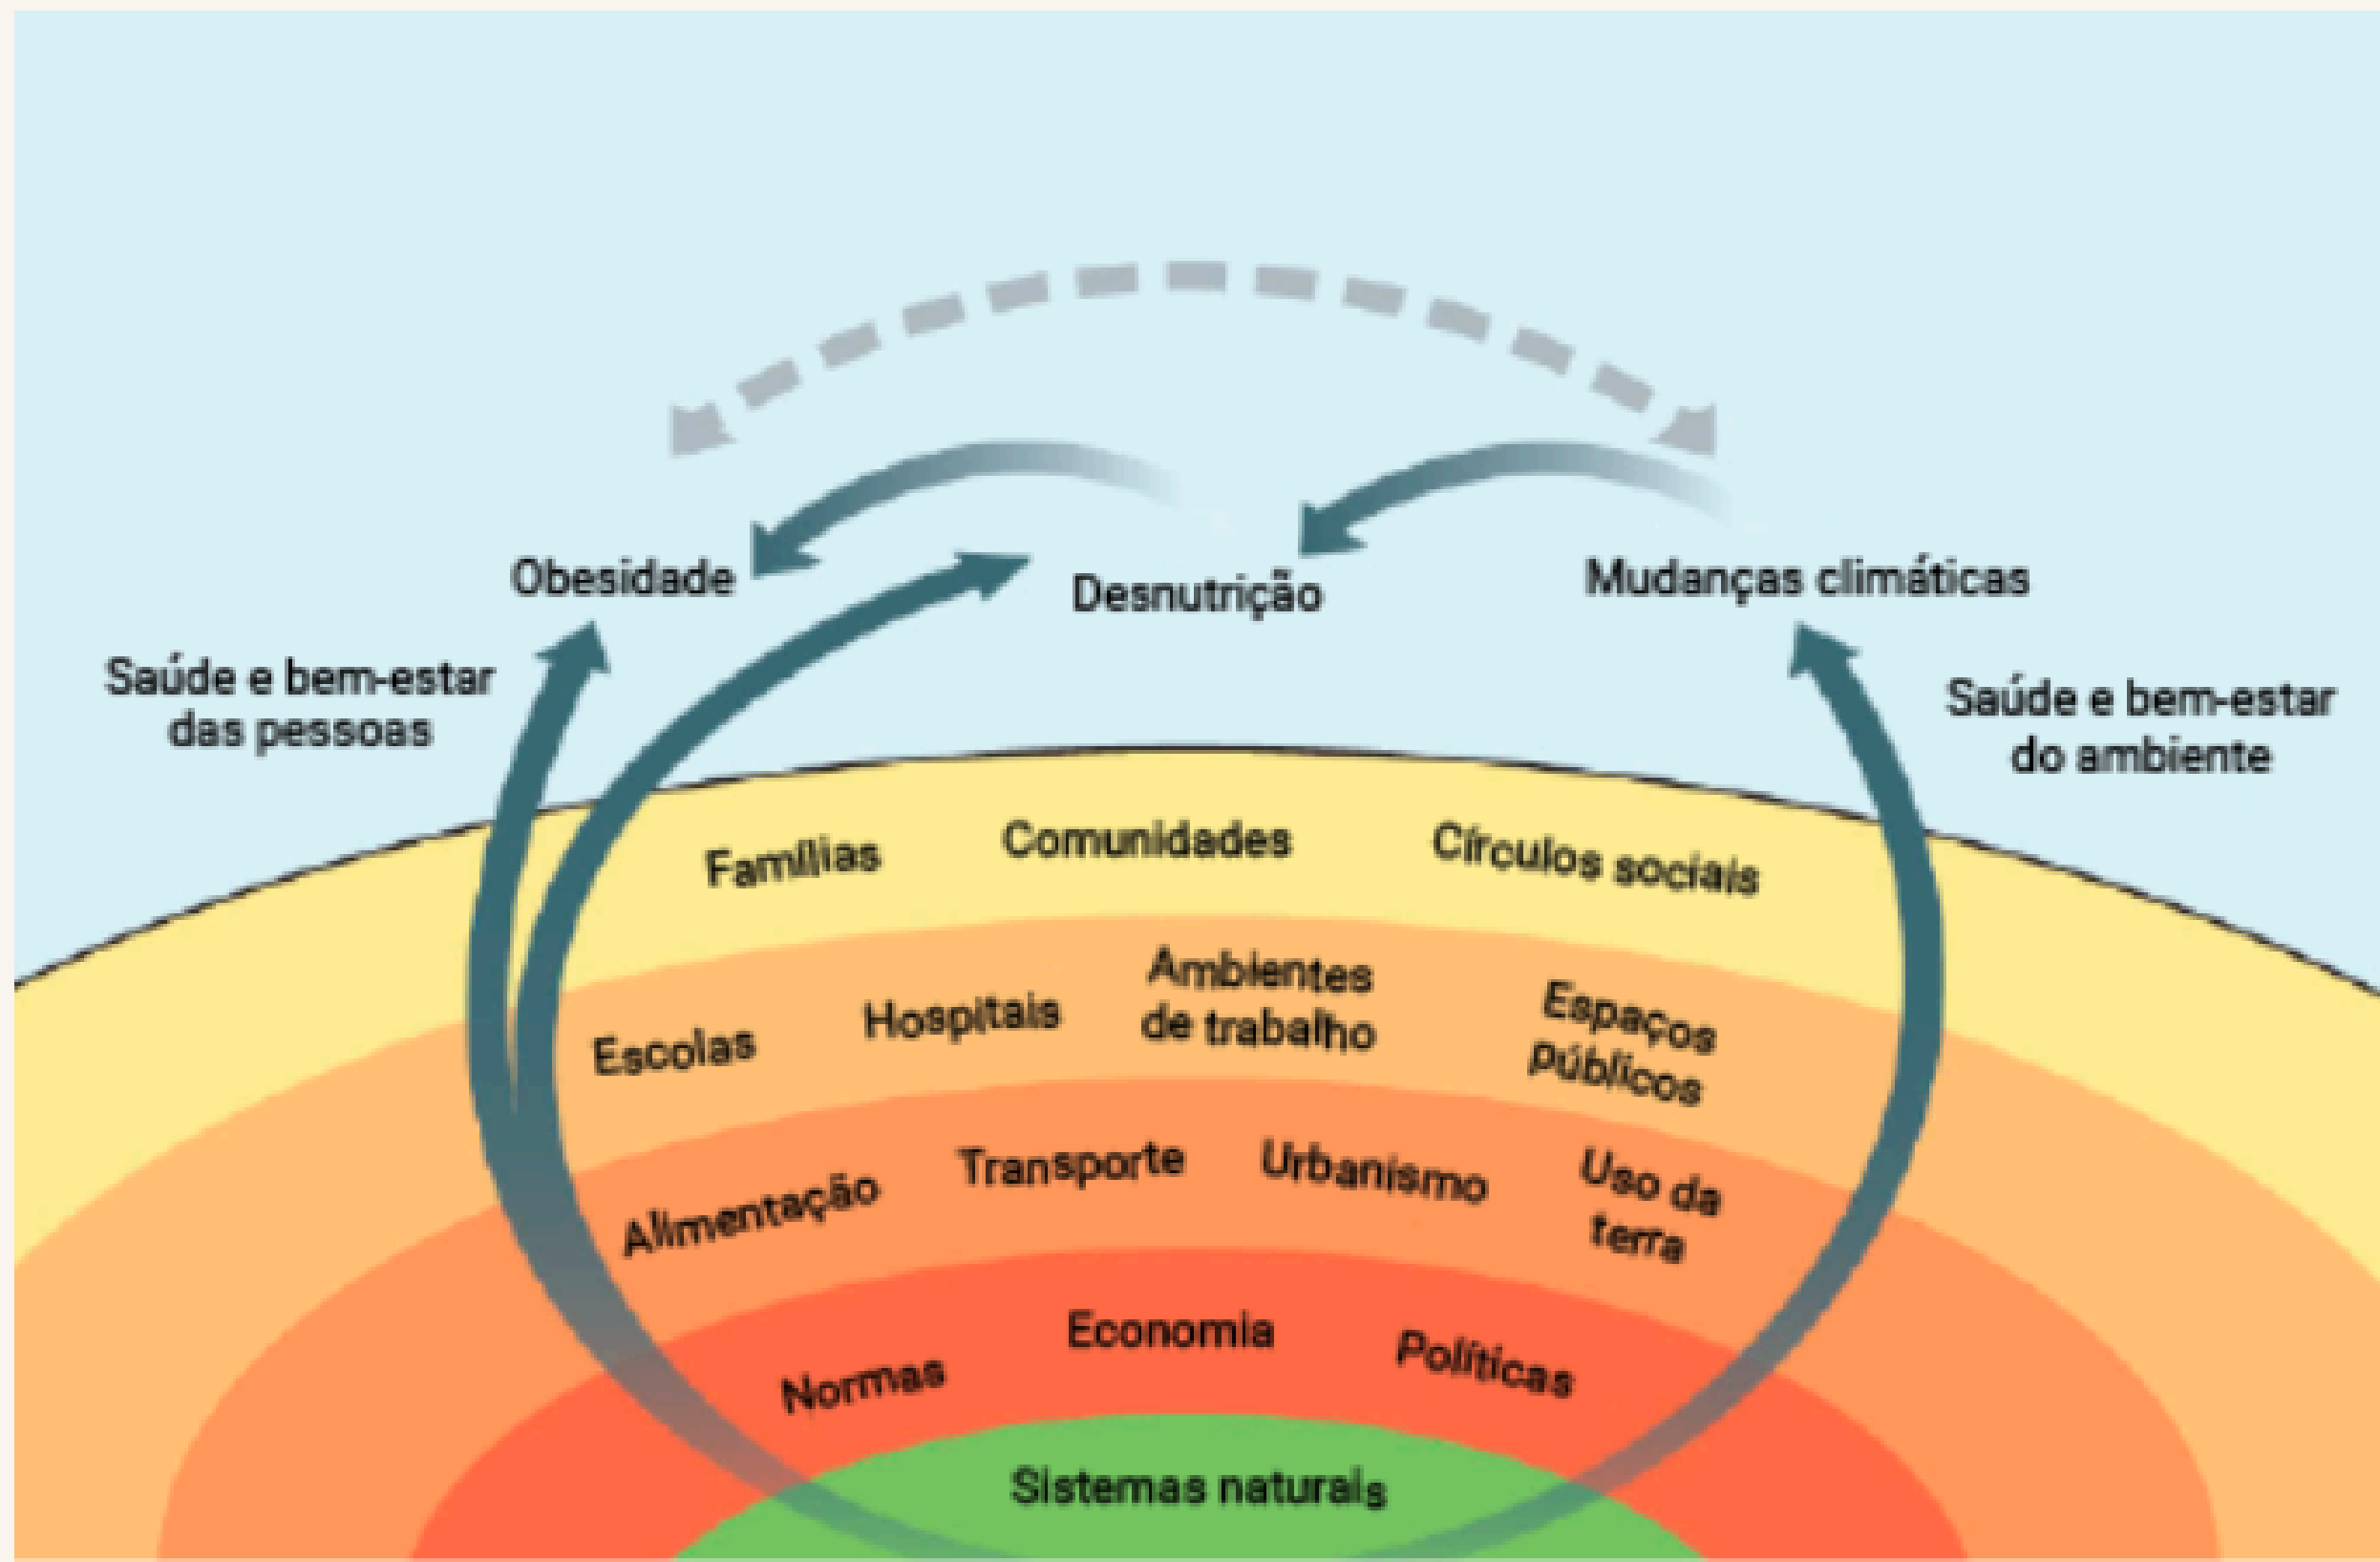 Obesidade
Desnutrição
Mudanças climáticas
Saúde e bem-estar
das pessoas
Saúde e bem-estar
do ambiente
Famílias
Comunidades
Círculos sociais
Escolas
Hospitais
Ambientes
de trabalho
Espaços
públicos
Alimentação
Transporte
Urbanismo
Uso da
terra
Normas
Economia
Políticas
Sistemas naturais